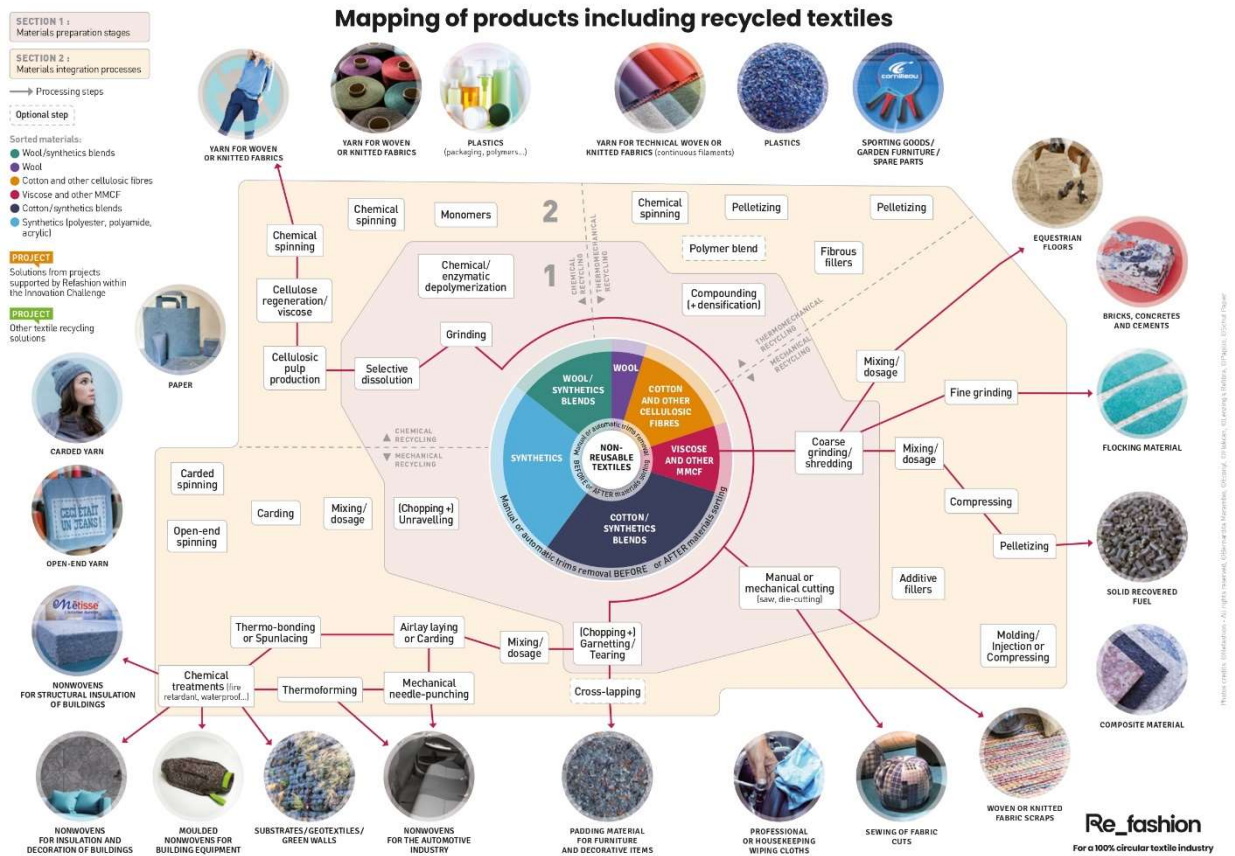 Mapping of products including recycled textiles
SECTION 1 :
Materials preparation stages
SECTION 2 :
Materials integration processes
Processing steps
Optional step
Sorted materials:
Wool/synthetics blends
Wool
Cotton and other cellulosic fibres
Viscose and other MMCF
Cotton/synthetics blends
Synthetics (polyester, polyamide,
acrylic)
PROJECT
Solutions from projects
supported by Refashion within
the Innovation Challenge
PROJECT
Other textile recycling
solutions
YARN FOR WOVEN
OR KNITTED FABRICS
YARN FOR WOVEN
OR KNITTED FABRICS
PLASTICS
(packaging, polymers...)
YARN FOR TECHNICAL WOVEN OR
KNITTED FABRICS (continuous filaments)
PLASTICS
cornilleau
SPORTING GOODS/
GARDEN FURNITURE/
SPARE PARTS
EQUESTRIAN
FLOORS
BRICKS, CONCRETES
AND CEMENTS
FLOCKING MATERIAL
SOLID RECOVERED
FUEL
COMPOSITE MATERIAL
PAPER
CARDED YARN
CECI ÉTAIT
UN JEANS!
OPEN-END YARN
Métisse
NONWOVENS
FOR STRUCTURAL INSULATION
OF BUILDINGS
2
1
Chemical
spinning
Monomers
Chemical
spinning
Pelletizing
Pelletizing
Chemical
spinning
Polymer blend
Fibrous
fillers
Chemical/
enzymatic
depolymerization
CHEMICAL
RECYCLING
THERMOMECHANICAL
RECYCLING
Cellulose
regeneration/
viscose
Compounding
(+ densification)
Grinding
THERMOMECHANICAL
RECYCLING
MECHANICAL
RECYCLING
Cellulosic
pulp
production
Selective
dissolution
Mixing/
dosage
Fine grinding
WOOL/
SYNTHETICS
BLENDS
WOOL
COTTON
AND OTHER
CELLULOSIC
FIBRES
VISCOSE
AND OTHER
MMCF
COTTON/
SYNTHETICS
BLENDS
SYNTHETICS
NON-
REUSABLE
TEXTILES
Manual or automatic trims removal
BEFORE or AFTER materials sorting
Manual or automatic trims removal BEFORE or AFTER materials sorting
CHEMICAL
RECYCLING
MECHANICAL
RECYCLING
Coarse
grinding/
shredding
Mixing/
dosage
Compressing
Pelletizing
Carded
spinning
Carding
Mixing/
dosage
(Chopping +)
Unravelling
Open-end
spinning
Manual or
mechanical cutting
(saw, die-cutting)
Additive
fillers
Molding/
Injection or
Compressing
Thermo-bonding
or Spunlacing
Airlay laying
or Carding
Mixing/
dosage
(Chopping +)
Garnetting/
Tearing
Chemical
treatments (fire
retardant, waterproof...)
Thermoforming
Mechanical
needle-punching
Cross-lapping
NONWOVENS
FOR INSULATION AND
DECORATION OF BUILDINGS
MOULDED
NONWOVENS FOR
BUILDING EQUIPMENT
SUBSTRATES/GEOTEXTILES/
GREEN WALLS
NONWOVENS
FOR THE AUTOMOTIVE
INDUSTRY
PADDING MATERIAL
FOR FURNITURE
AND DECORATIVE ITEMS
PROFESSIONAL
OR HOUSEKEEPING
WIPING CLOTHS
SEWING OF FABRIC
CUTS
WOVEN OR KNITTED
FABRIC SCRAPS
Re_fashion
For a 100% circular textile industry